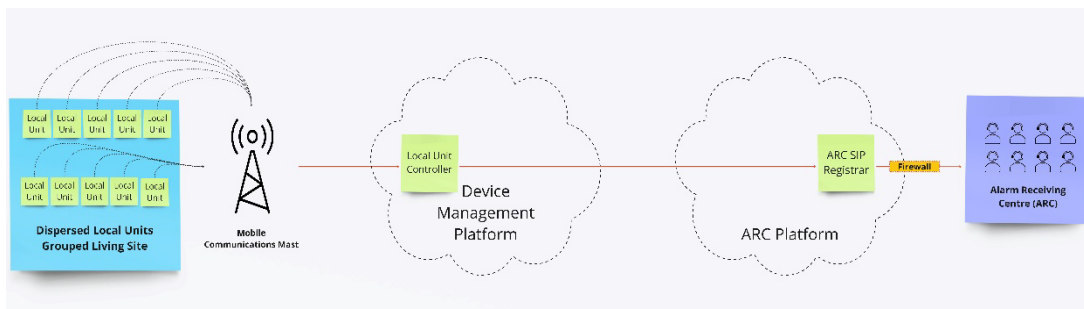 Local
Unit
Local
Unit
Local
Unit
Local
Unit
Local
Unit
Local
Unit
Local
Unit
Local
Unit
Local
Unit
Local
Unit
Dispersed Local Units
Grouped Living Site
Mobile
Communications Mast
Local Unit
Controller
Device
Management
Platform
ARC SIP
Registrar
ARC Platform
Firewall
Alarm Receiving
Centre (ARC)